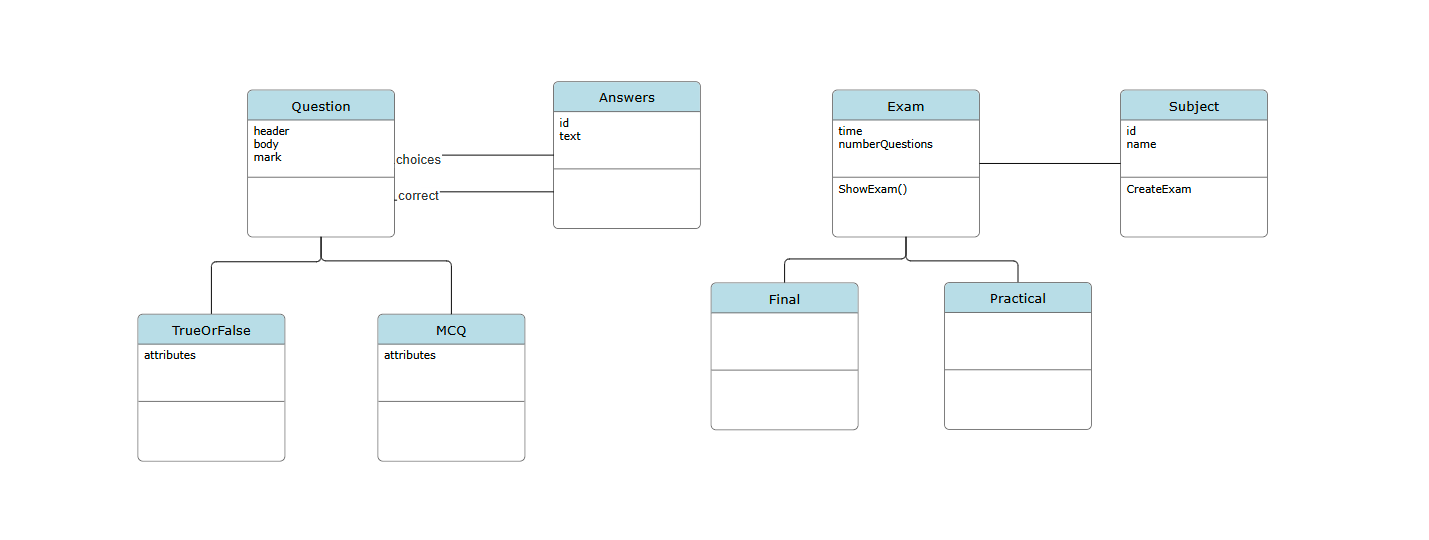 Question
header
body
mark
choices
correct
Answers
id
text
Exam
time
numberQuestions
ShowExam()
Subject
id
name
CreateExam
TrueOrFalse
attributes
MCQ
attributes
Final
Practical